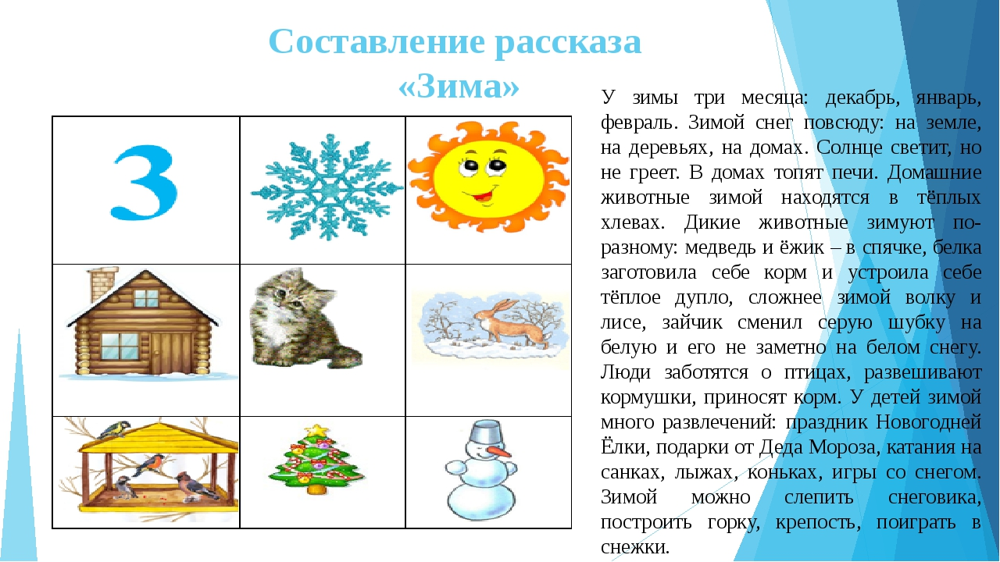 Составление рассказа
«Зима»
3
У зимы три месяца: декабрь, январь,
февраль. Зимой снег повсюду: на земле,
на деревьях, на домах. Солнце светит, но
не греет. В домах топят печи. Домашние
животные зимой находятся в тёплых
хлевах. Дикие животные зимуют по-
разному: медведь и ёжик – в спячке, белка
заготовила себе корм и устроила себе
тёплое дупло, сложнее зимой волку и
лисе, зайчик сменил серую шубку на
белую и его не заметно на белом снегу.
Люди заботятся о птицах, развешивают
кормушки, приносят корм. У детей зимой
много развлечений: праздник Новогодней
Ёлки, подарки от Деда Мороза, катания на
санках, лыжах, коньках, игры со снегом.
Зимой можно слепить снеговика,
построить горку, крепость, поиграть в
снежки.